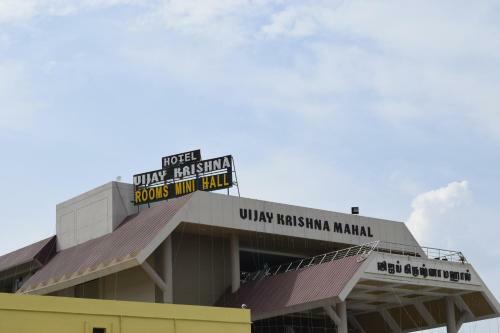 HOTEL
VIJAY KRISHNA
ROOMS MINI HALL
VIJAY KRISHNA MAHAL
விஜய் கிருஷ்ணா மஹால்